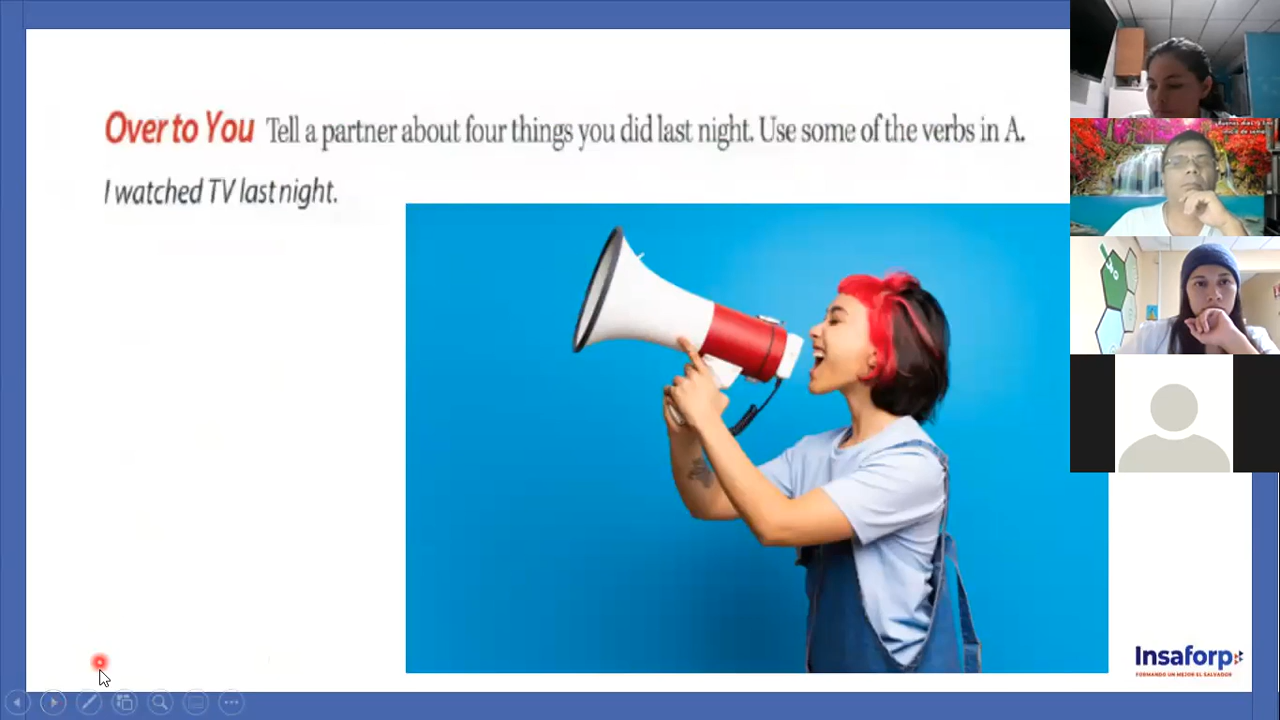 Over to You Tell a partner about four things you did last night. Use some of the verbs in A.
I watched TV last night.
Insaforp
FORMANDO UN MEJOR EL SALVADOR